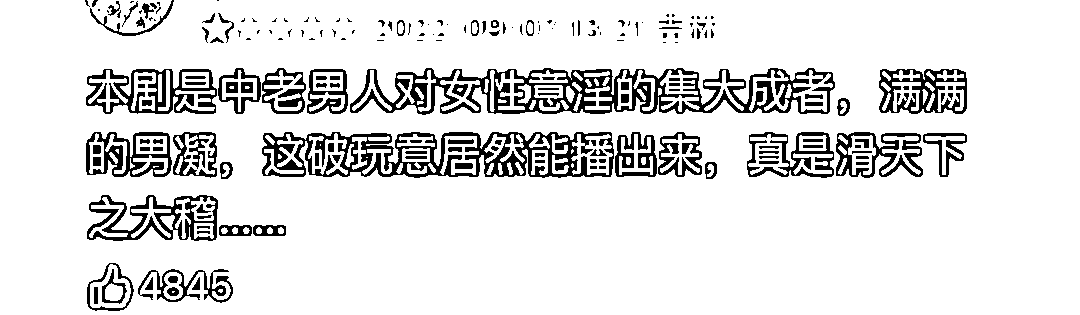 吉林
本剧是中老男人对女性意淫的集大成者，满满
的男凝，这破玩意居然能播出来，真是滑天下
之大稽......
4845